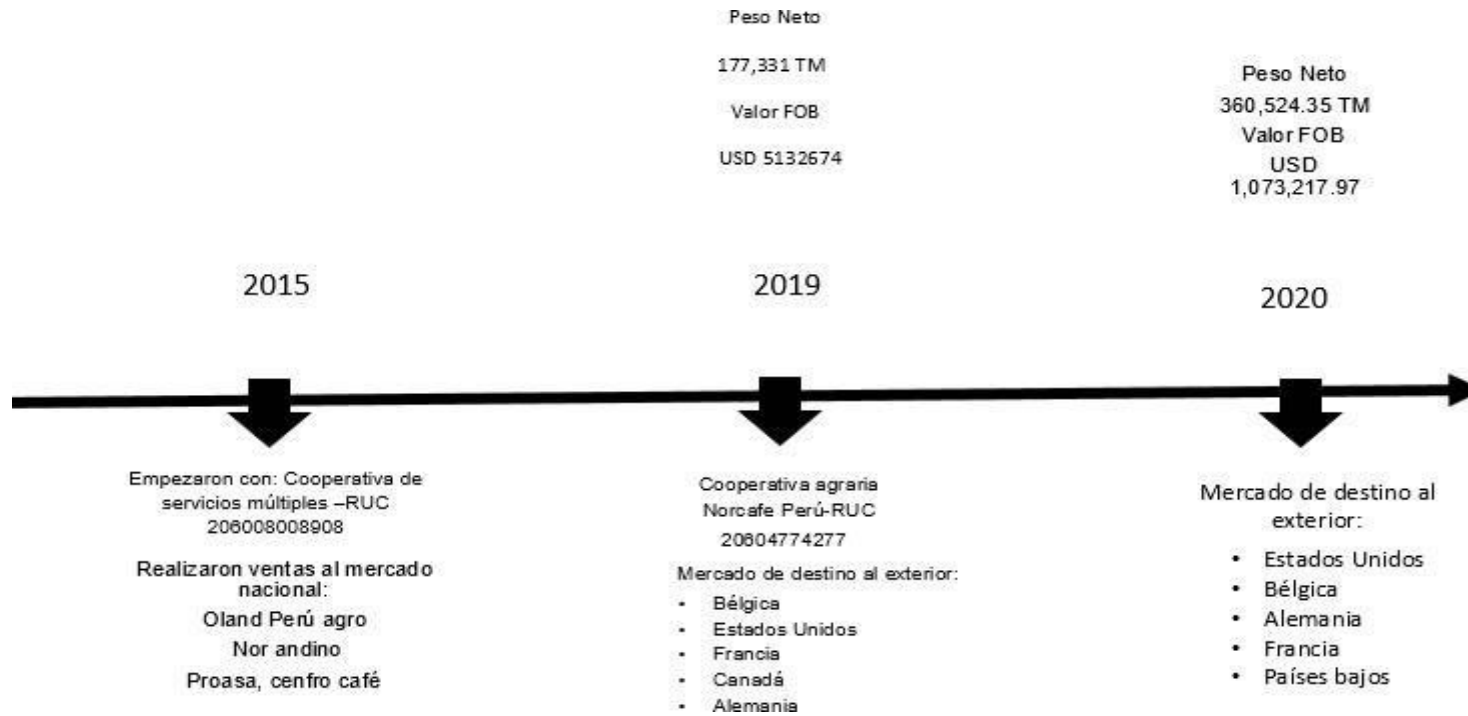 Peso Neto
177,331 TM
Valor FOB
USD 5132674
Peso Neto
360,524.35 TM
Valor FOB
USD
1,073,217.97
2015
2019
2020
Empezaron con: Cooperativa de
servicios múltiples –RUC
206008008908
Realizaron ventas al mercado
nacional:
Oland Perú agro
Nor andino
Proasa, cenfro café
Cooperativa agraria
Norcafe Perú-RUC
20604774277
Mercado de destino al exterior:
• Bélgica
• Estados Unidos
• Francia
• Canadá
• Alemania
Mercado de destino al
exterior:
• Estados Unidos
• Bélgica
• Alemania
• Francia
• Países bajos